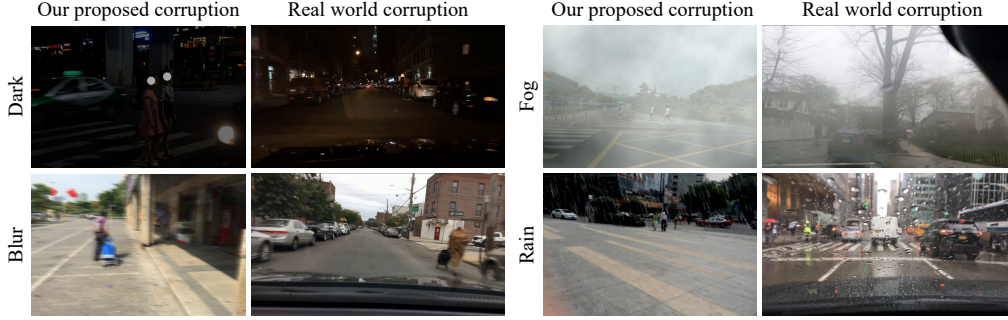 Our proposed corruption Real world corruption Our proposed corruption Real world corruption
Dark
Fog
Blur
Rain